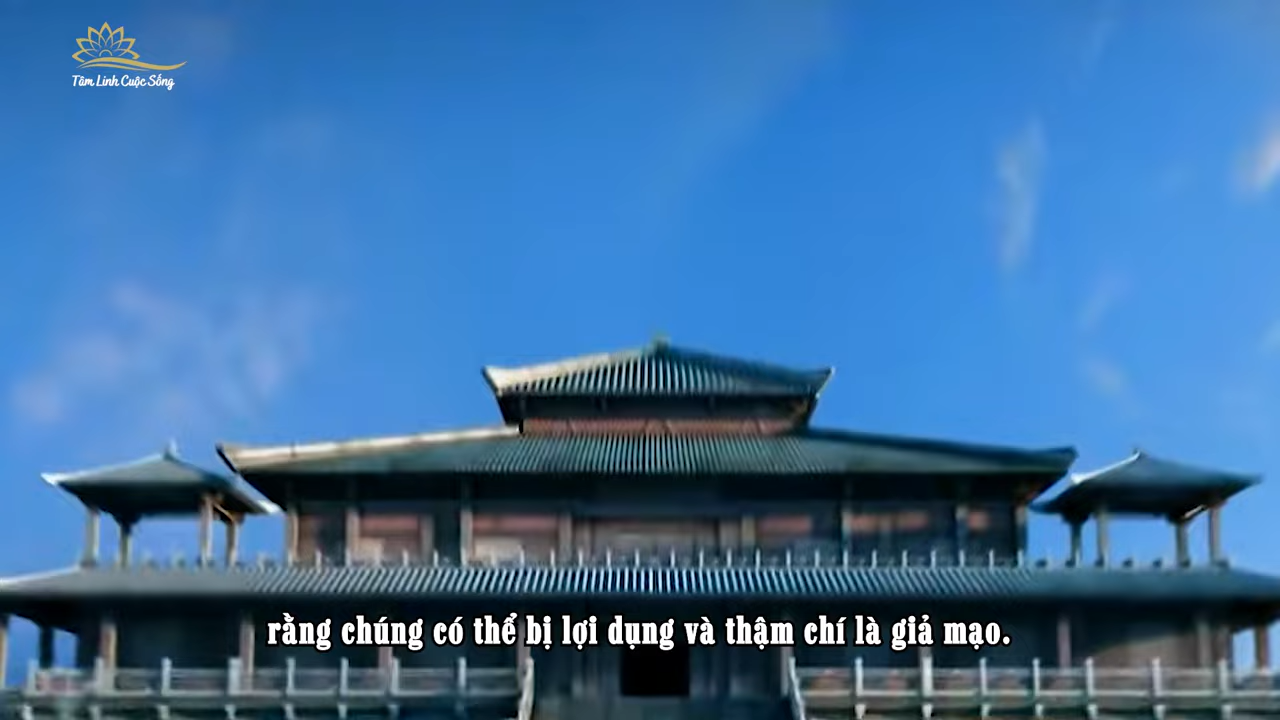 Tâm Linh Cuộc Sống
rằng chúng có thể bị lợi dụng và thậm chí là giả mạo.